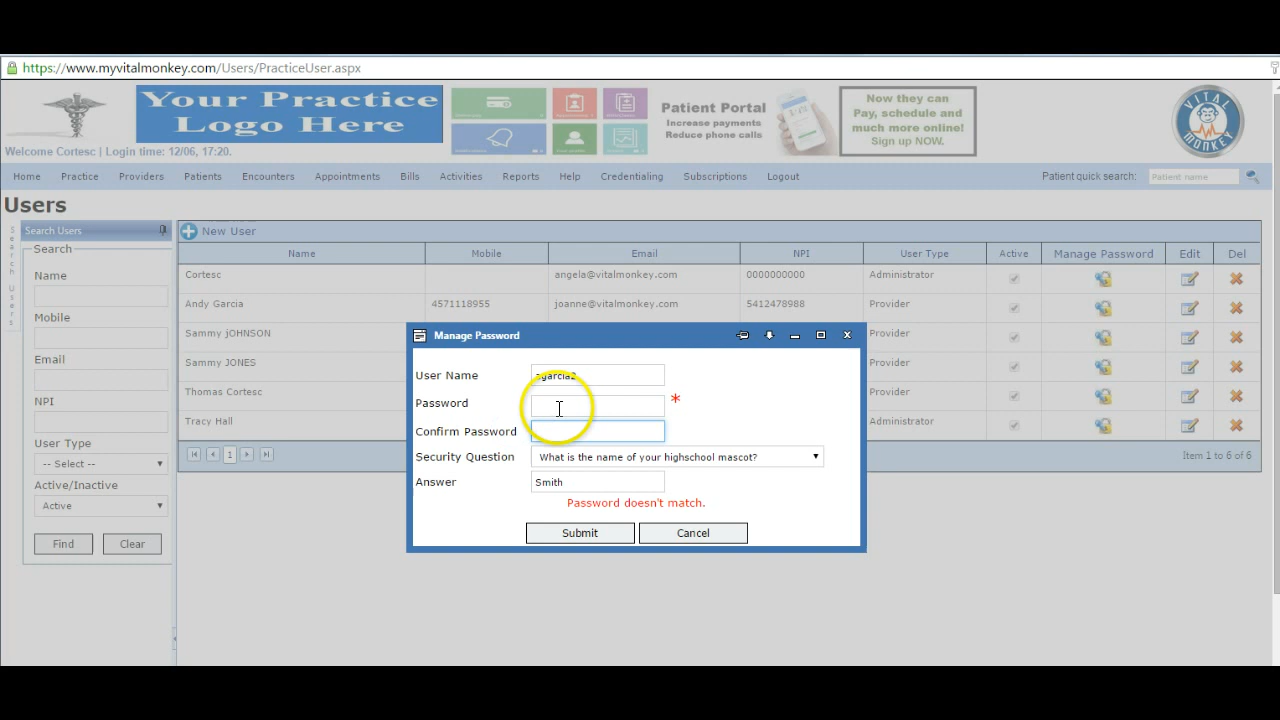 https://www.myvitalmonkey.com/Users/PracticeUser.aspx
Your Practice
Logo Here
Patient Portal
Increase payments
Reduce phone calls
Now they can
Pay, schedule and
much more online!
Sign up NOW.
VITAL
MONKEY
Welcome Cortesc | Login time: 12/06, 17:20.
Home Practice Providers Patients Encounters Appointments Bills Activities Reports Help Credentialing Subscriptions Logout Patient quick search: Patient name
Users
Search Users
Search Users
Search
Name
Mobile
Email
NPI
User Type
-- Select --
Active/Inactive
Active
Find Clear
New User
Name Mobile Email NPI User Type Active Manage Password Edit Del
Cortesc angela@vitalmonkey.com 0000000000 Administrator
Andy Garcia 4571118955 joanne@vitalmonkey.com 5412478988 Provider
Sammy jOHNSON Provider
Sammy JONES Provider
Thomas Cortesc Provider
Tracy Hall Administrator
1 Item 1 to 6 of 6
Manage Password
User Name agarcia2
Password *
Confirm Password
Security Question What is the name of your highschool mascot?
Answer Smith
Password doesn't match.
Submit Cancel